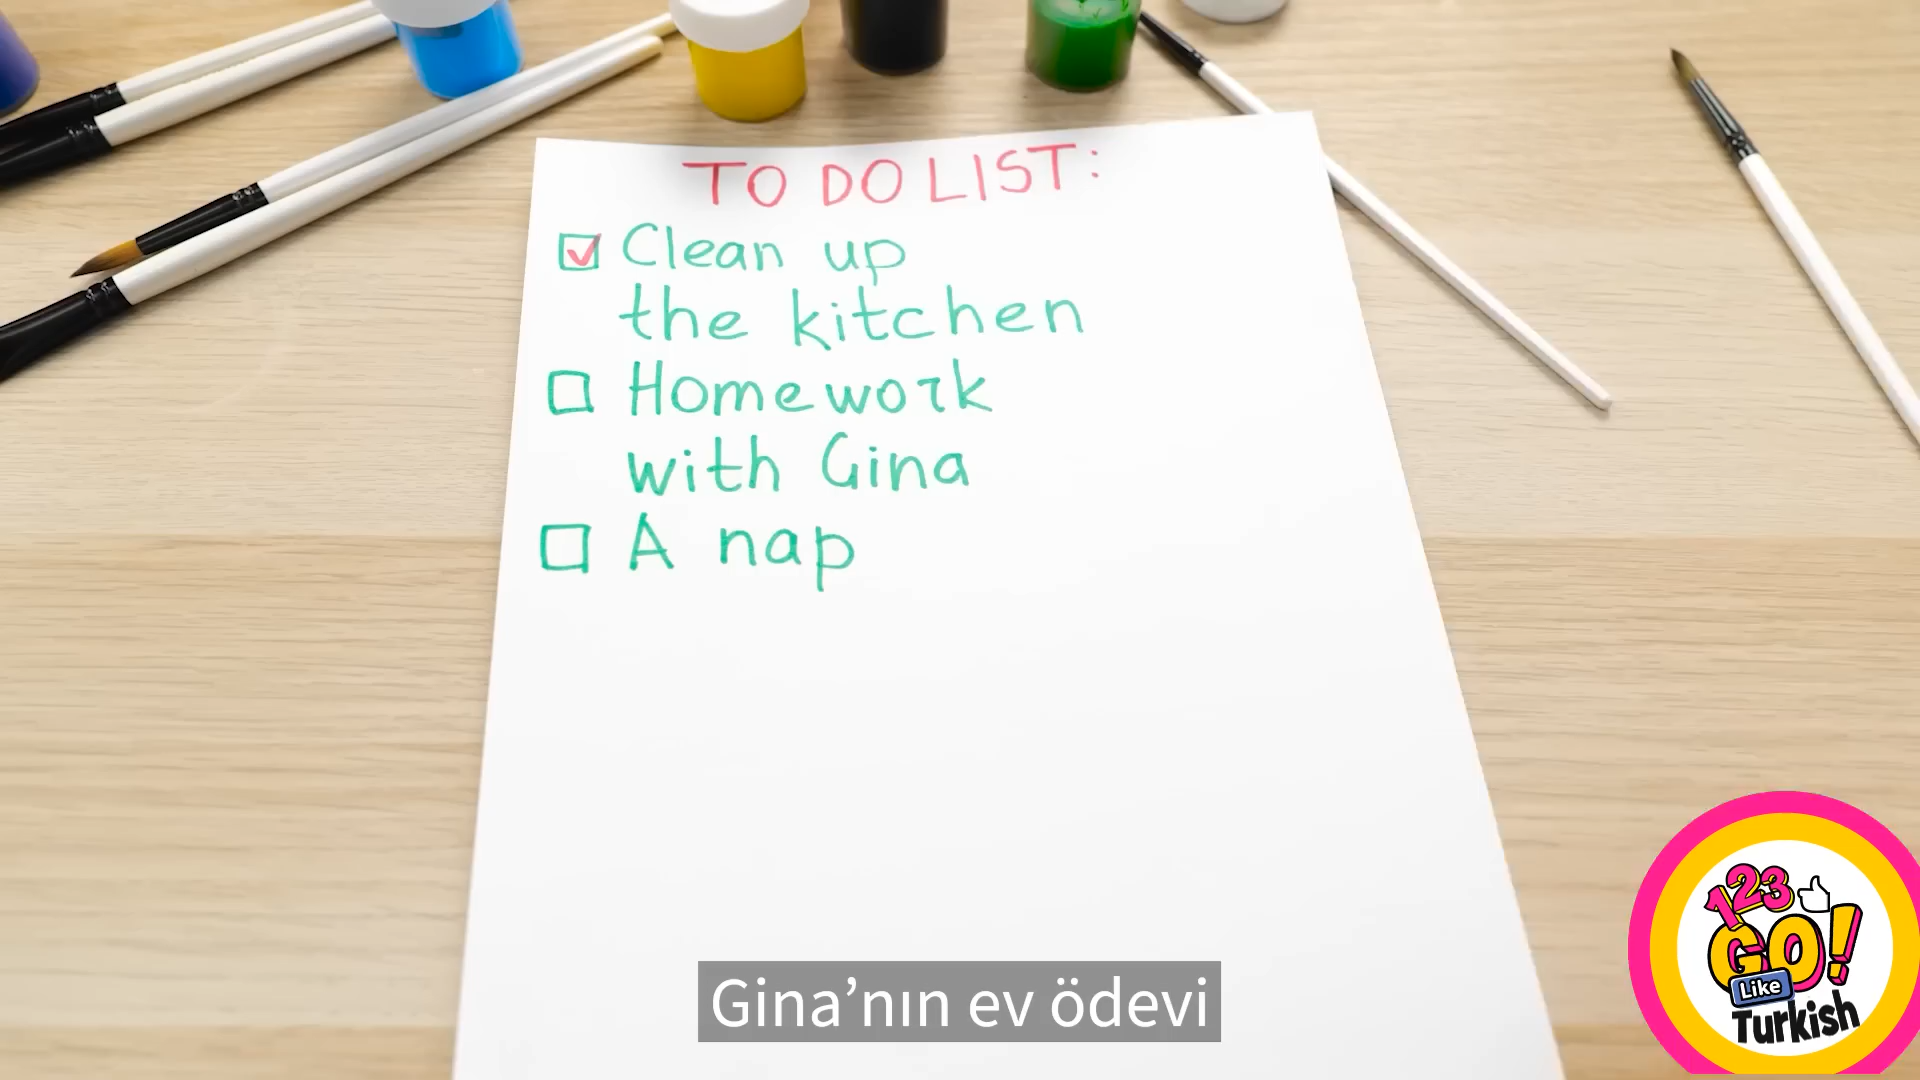 TO DO LIST:
Clean up
the kitchen
Homework
with Gina
A nap
Gina’nın ev ödevi
123
GO!
Like
Turkish